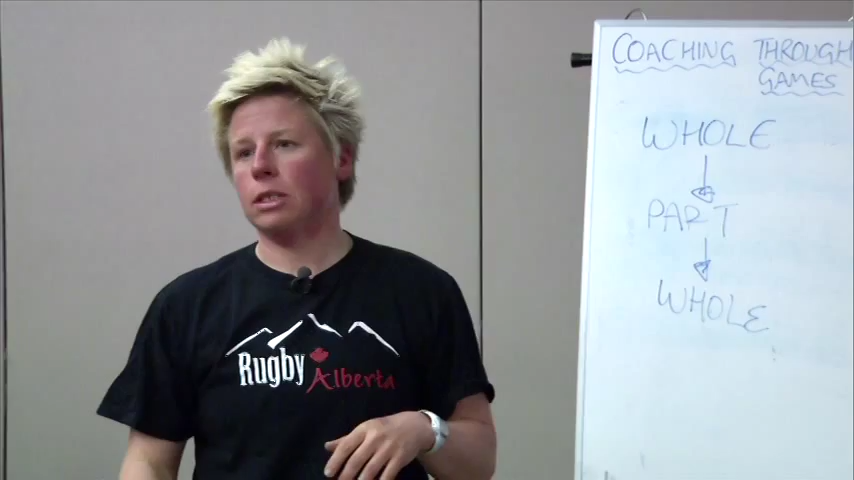 COACHING THROUGH
GAMES
WHOLE
PART
WHOLE
Rugby Alberta